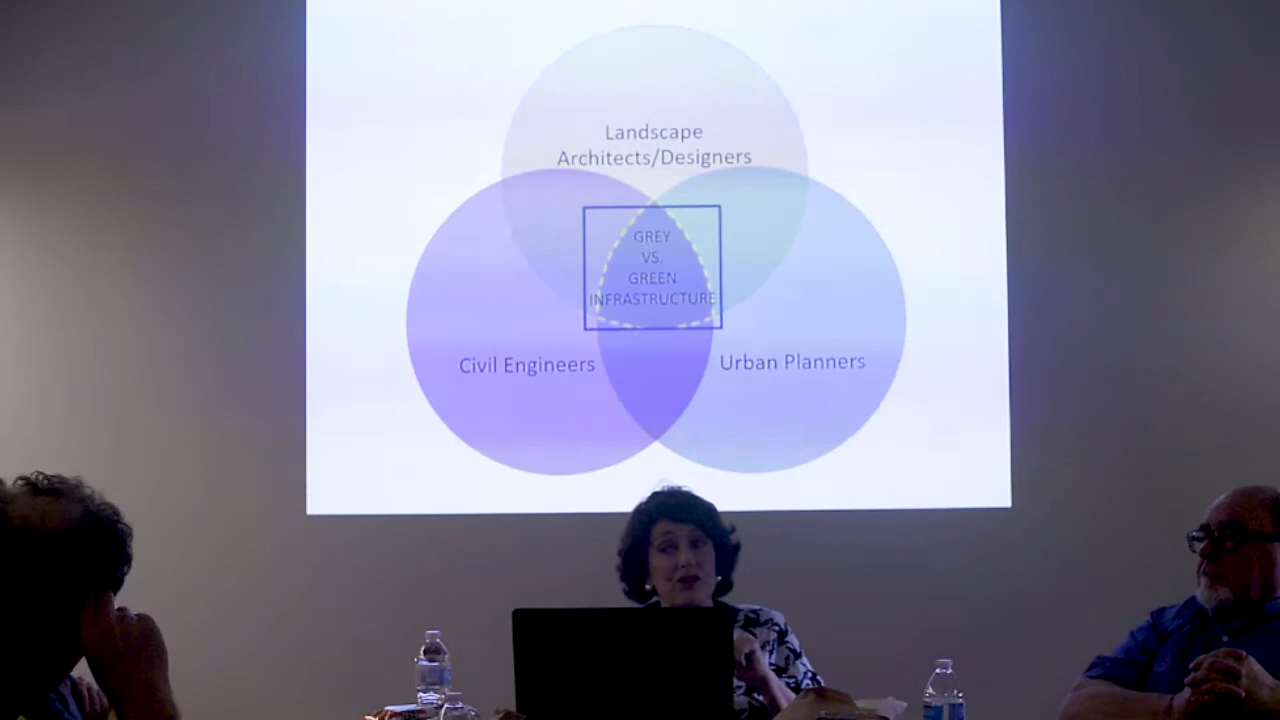 Landscape
Architects/Designers
GREY
VS.
GREEN
INFRASTRUCTURE
Civil Engineers
Urban Planners